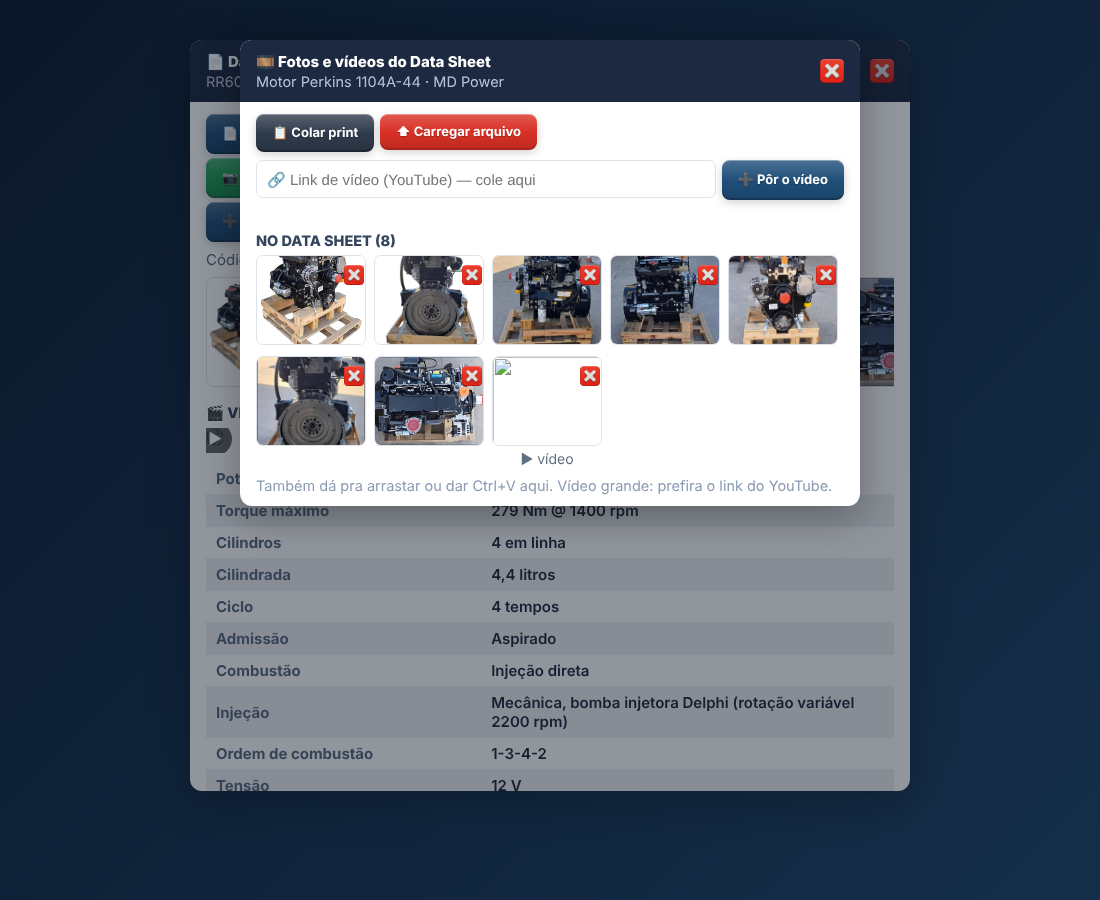 Fotos e vídeos do Data Sheet
Motor Perkins 1104A-44 · MD Power
RR60
Colar print
Carregar arquivo
Link de vídeo (YouTube) — cole aqui
Pôr o vídeo
NO DATA SHEET (8)
▶ vídeo
Também dá pra arrastar ou dar Ctrl+V aqui. Vídeo grande: prefira o link do YouTube.
Torque máximo 279 Nm @ 1400 rpm
Cilindros 4 em linha
Cilindrada 4,4 litros
Ciclo 4 tempos
Admissão Aspirado
Combustão Injeção direta
Injeção Mecânica, bomba injetora Delphi (rotação variável
2200 rpm)
Ordem de combustão 1-3-4-2
Tensão 12 V